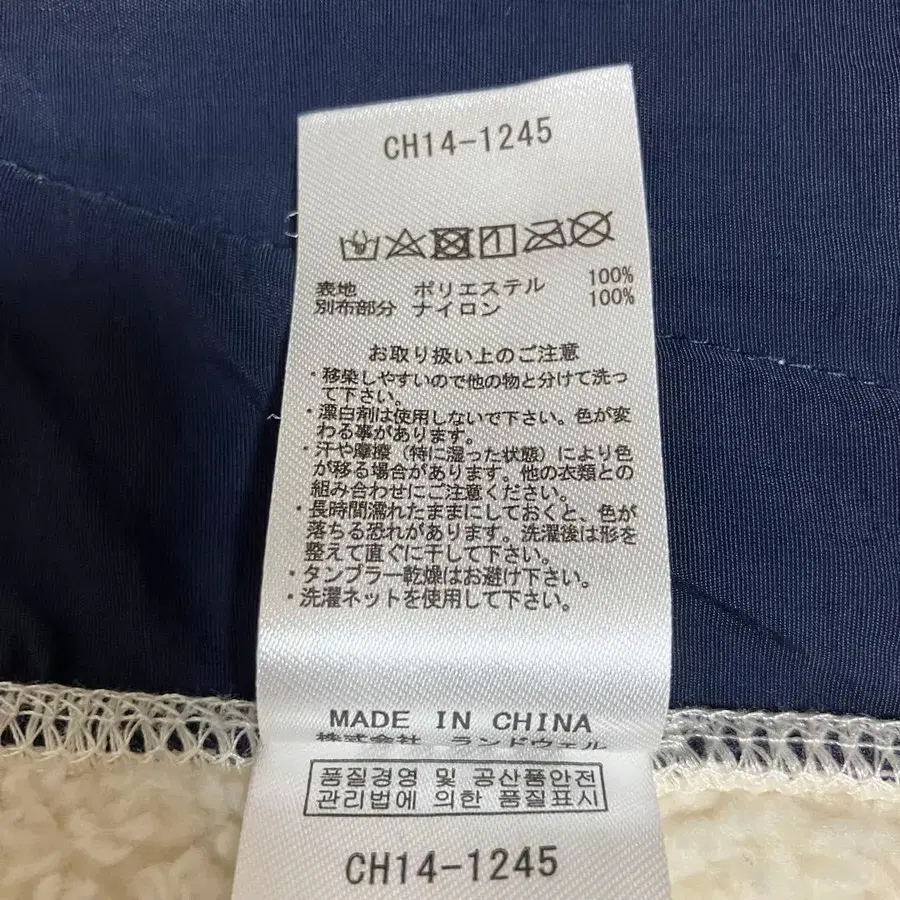 CH14-1245
表地 ポリエステル 100%
別布部分 ナイロン 100%
お取り扱い上のご注意
・移染しやすいので他の物と分けて洗っ
て下さい。
・漂白剤は使用しないで下さい。色が変
わる事があります。
・汗や摩擦（特に湿った状態）により色
が移る場合があります。他の衣類との
組み合わせにご注意ください。
・長時間濡れたままにしておくと、色が
落ちる恐れがあります。洗濯後は形を
整えて直ぐに干して下さい。
・タンブラー乾燥はお避け下さい。
・洗濯ネットを使用して下さい。
MADE IN CHINA
株式会社 ランドウェル
품질경영 및 공산품안전
관리법에 의한 품질표시
CH14-1245